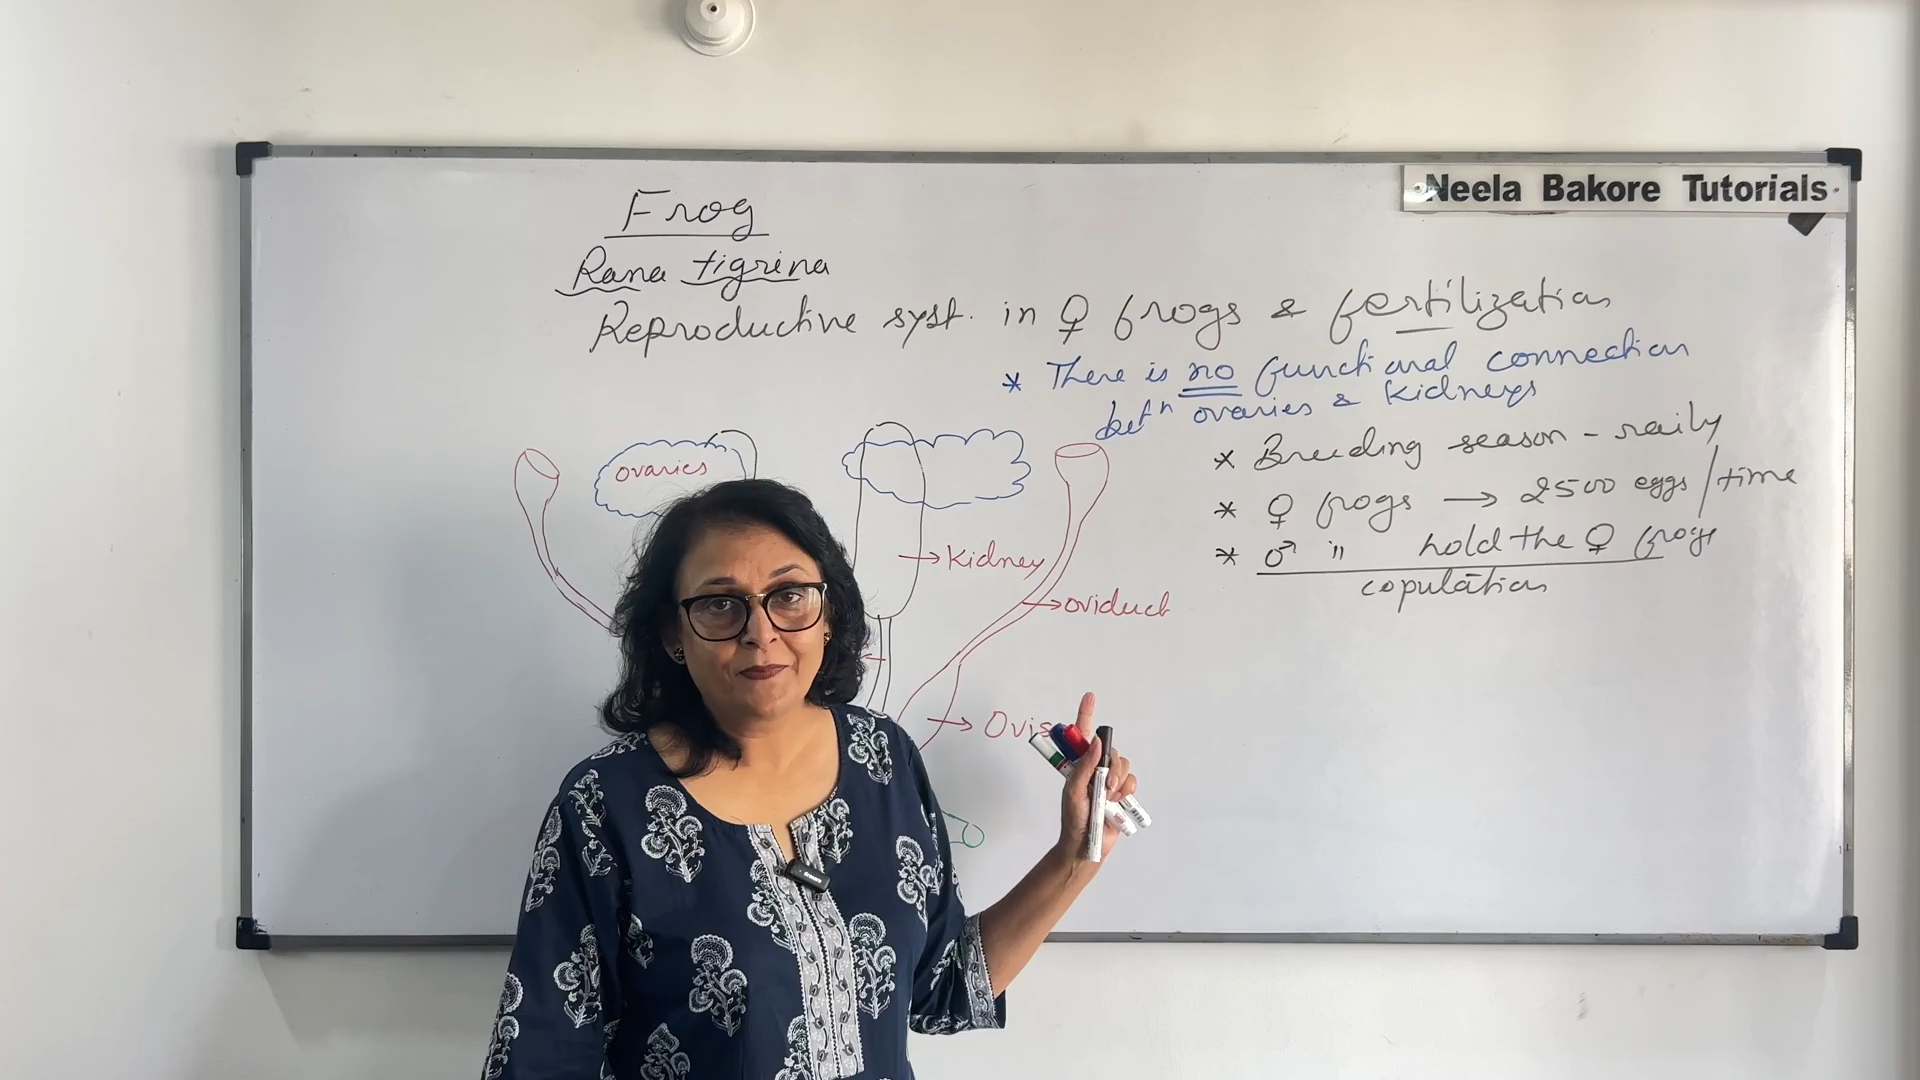 Neela Bakore Tutorials
Frog
Rana tigrina
Reproductive syst. in ♀ frogs & fertilization
* There is no functional connection
betn ovaries & kidneys
* Breeding season - rainy
* ♀ frogs → 2500 eggs/time
* ♂ " hold the ♀ frogs
copulation
ovaries
→ Kidney
→ oviduct
→ Ovis